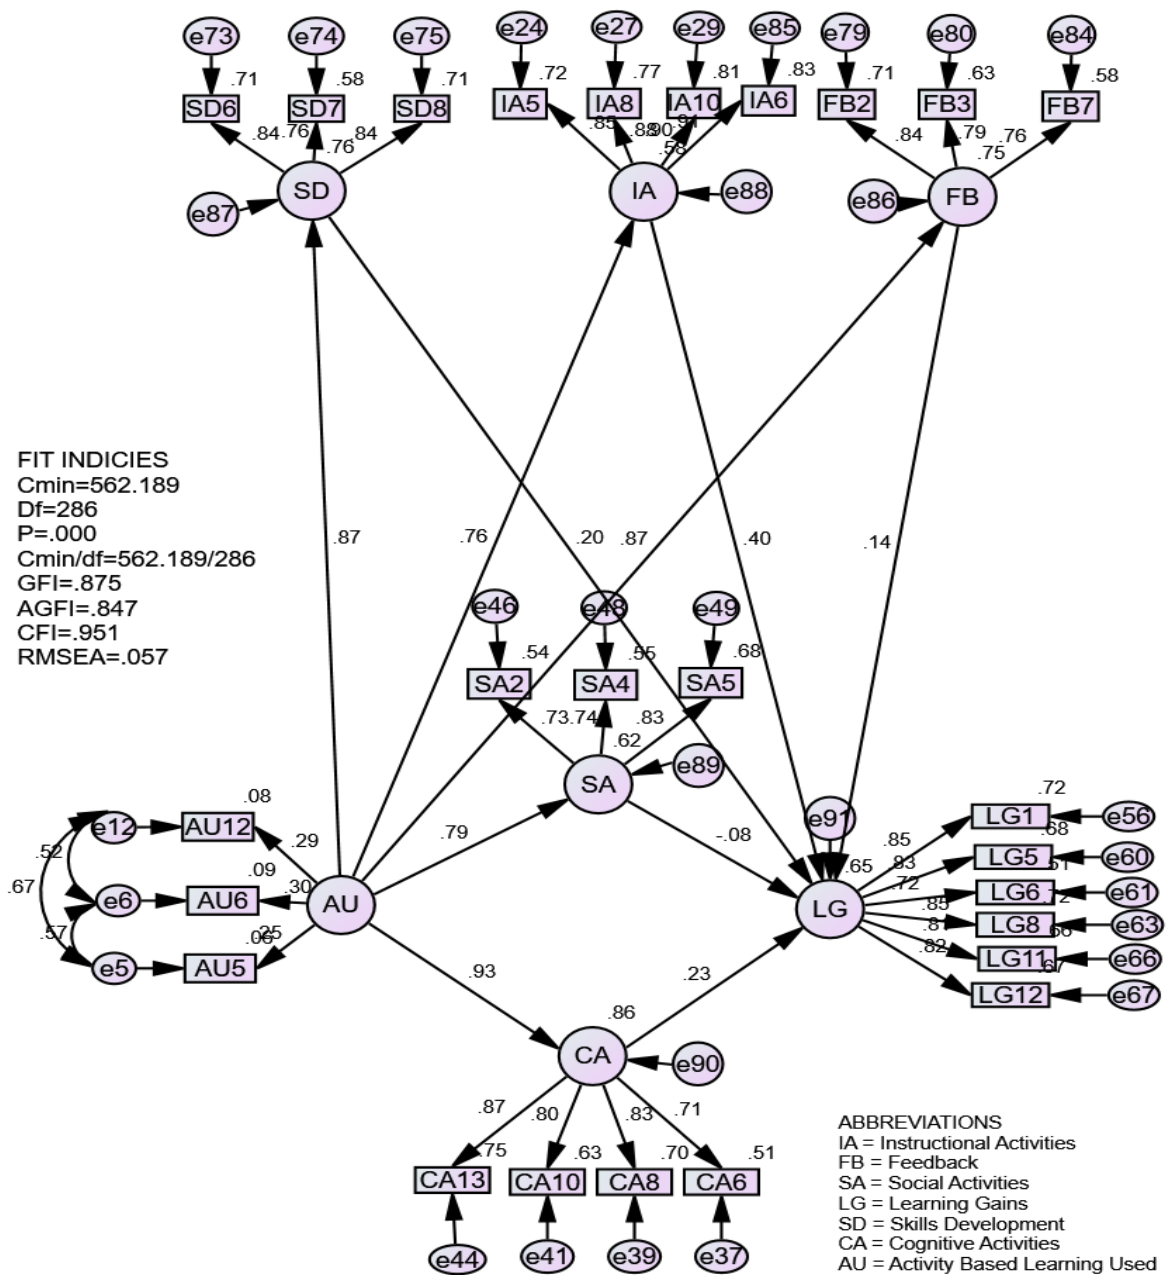 e73 e74 e75 e24 e27 e29 e85 e79 e80 e84
.71 .58 .71 .72 .77 .81 .83 .71 .63 .58
SD6 SD7 SD8 IA5 IA8 IA10 IA6 FB2 FB3 FB7
.84 .76 .84 .85 .88 .90 .91 .84 .79 .76
.76 .58 .75
SD IA FB
e87 e88 e86
FIT INDICIES
Cmin=562.189
Df=286
P=.000
Cmin/df=562.189/286
GFI=.875
AGFI=.847
CFI=.951
RMSEA=.057
.87 .76 .20 .87 .40 .14
e46 e48 e49
.54 .55 .68
SA2 SA4 SA5
.73 .74 .83
.62
SA e89
.79 -.08
e91
.65
.08
e12 AU12
.29
.52
.67
.09
e6 AU6 .30 AU
.57
.25
e5 AU5
LG
.72
.85 LG1 e56
.68
.83 LG5 e60
.51
.72 LG6 e61
.72
.85 LG8 e63
.66
LG11 e66
.67
.82 LG12 e67
.93 .23
.86
CA e90
.87 .80 .83 .71
.75 .63 .70 .51
CA13 CA10 CA8 CA6
e44 e41 e39 e37
ABBREVIATIONS
IA = Instructional Activities
FB = Feedback
SA = Social Activities
LG = Learning Gains
SD = Skills Development
CA = Cognitive Activities
AU = Activity Based Learning Used